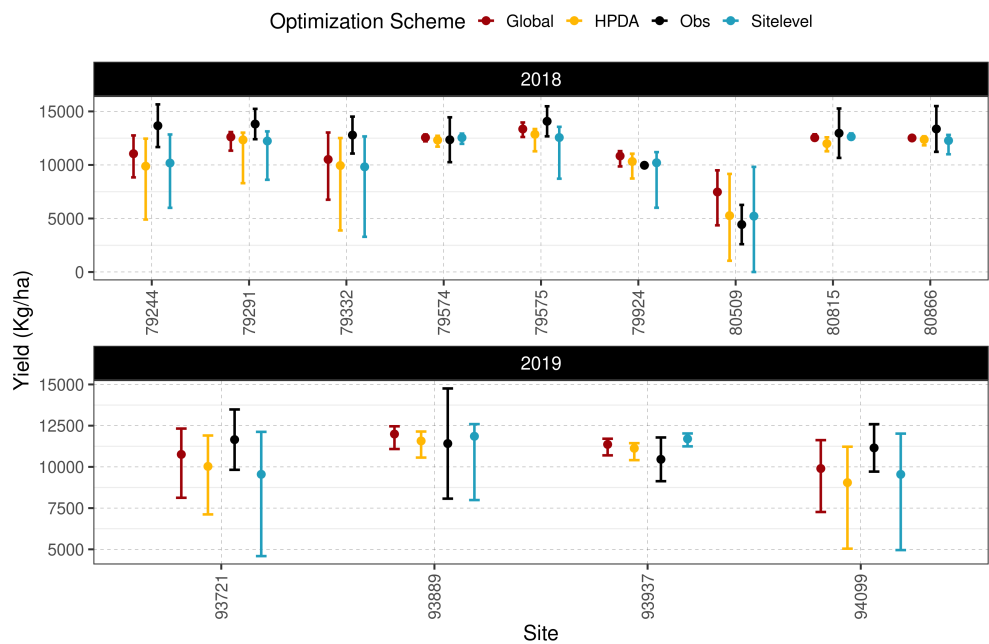 Optimization Scheme Global HPDA Obs Sitelevel
2018
15000
10000
5000
0
79244 79291 79332 79574 79575 79924 80509 80815 80866
Yield (Kg/ha)
2019
15000
12500
10000
7500
5000
93721 93889 93937 94099
Site